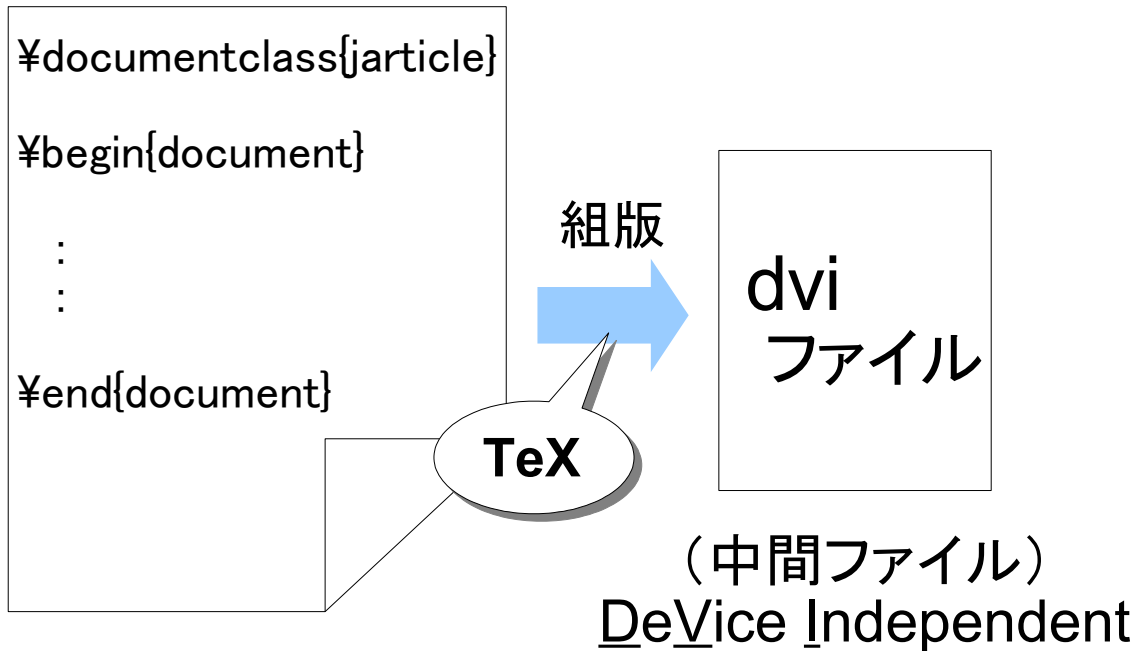 ¥documentclass{jarticle}
¥begin{document}
:
:
¥end{document}
組版
TeX
dvi
ファイル
（中間ファイル）
DeVice Independent